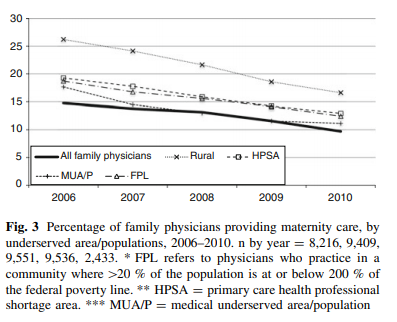 30
25
20
15
10
5
0
All family physicians Rural HPSA
MUA/P FPL
2006 2007 2008 2009 2010
Fig. 3 Percentage of family physicians providing maternity care, by
underserved area/populations, 2006–2010. n by year = 8,216, 9,409,
9,551, 9,536, 2,433. * FPL refers to physicians who practice in a
community where >20 % of the population is at or below 200 % of
the federal poverty line. ** HPSA = primary care health professional
shortage area. *** MUA/P = medical underserved area/population